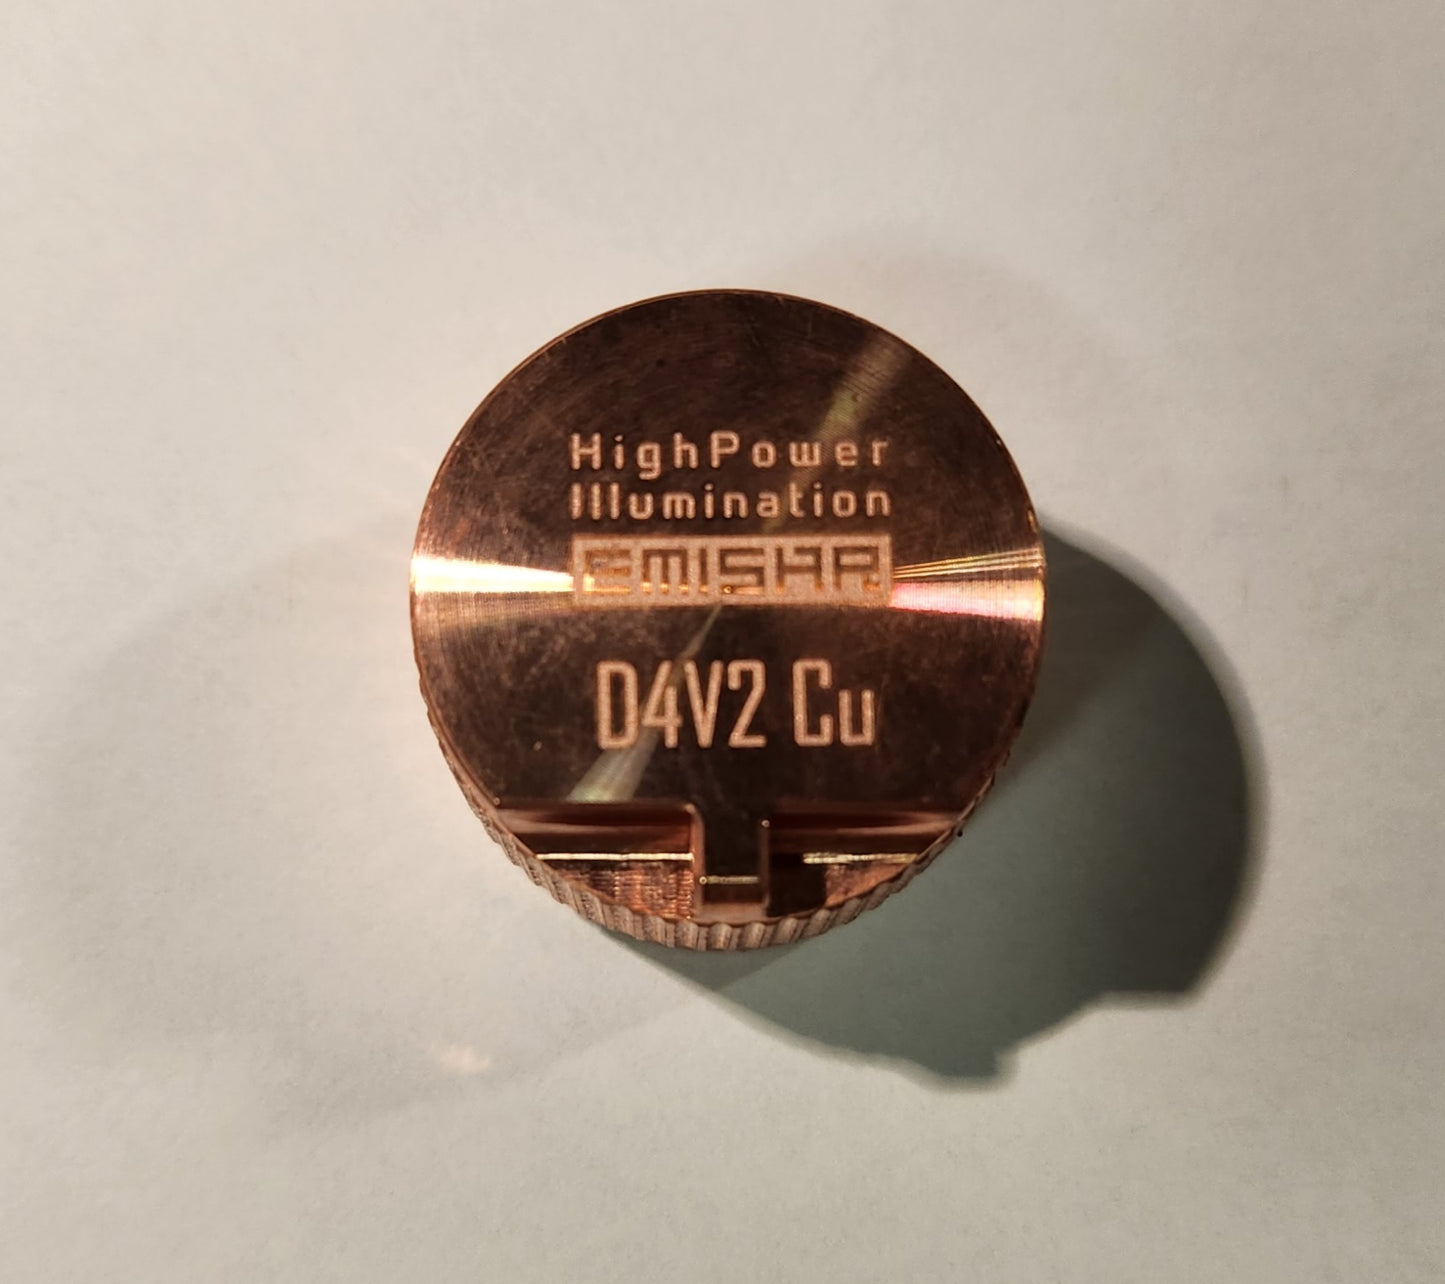 HighPower
Illumination
EMISAR
D4V2 Cu